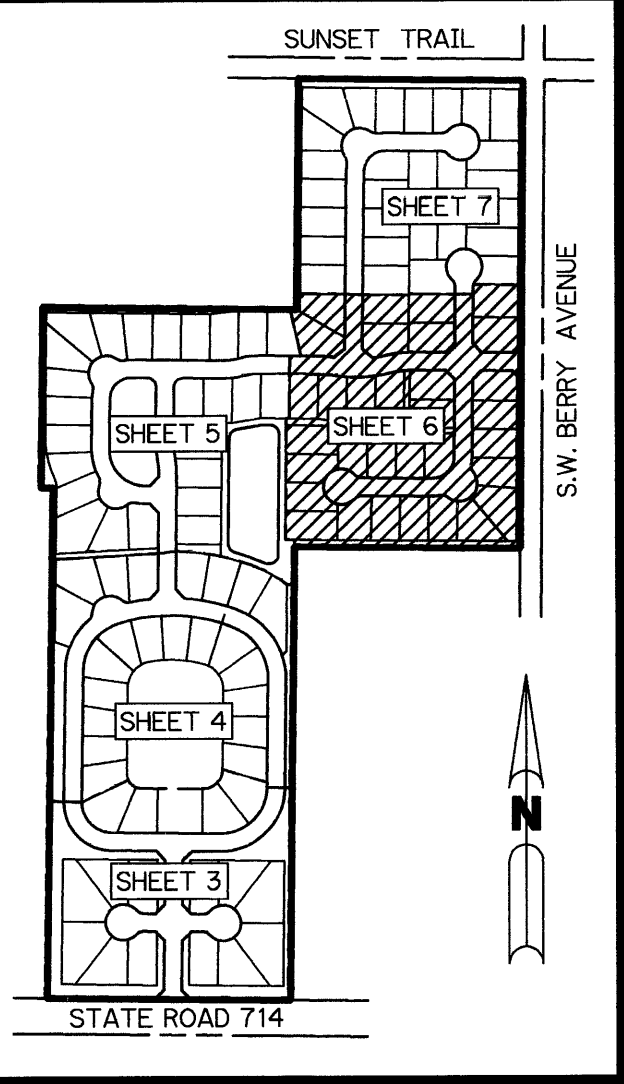 SUNSET TRAIL
SHEET 7
S.W. BERRY AVENUE
SHEET 5
SHEET 6
SHEET 4
N
SHEET 3
STATE ROAD 714